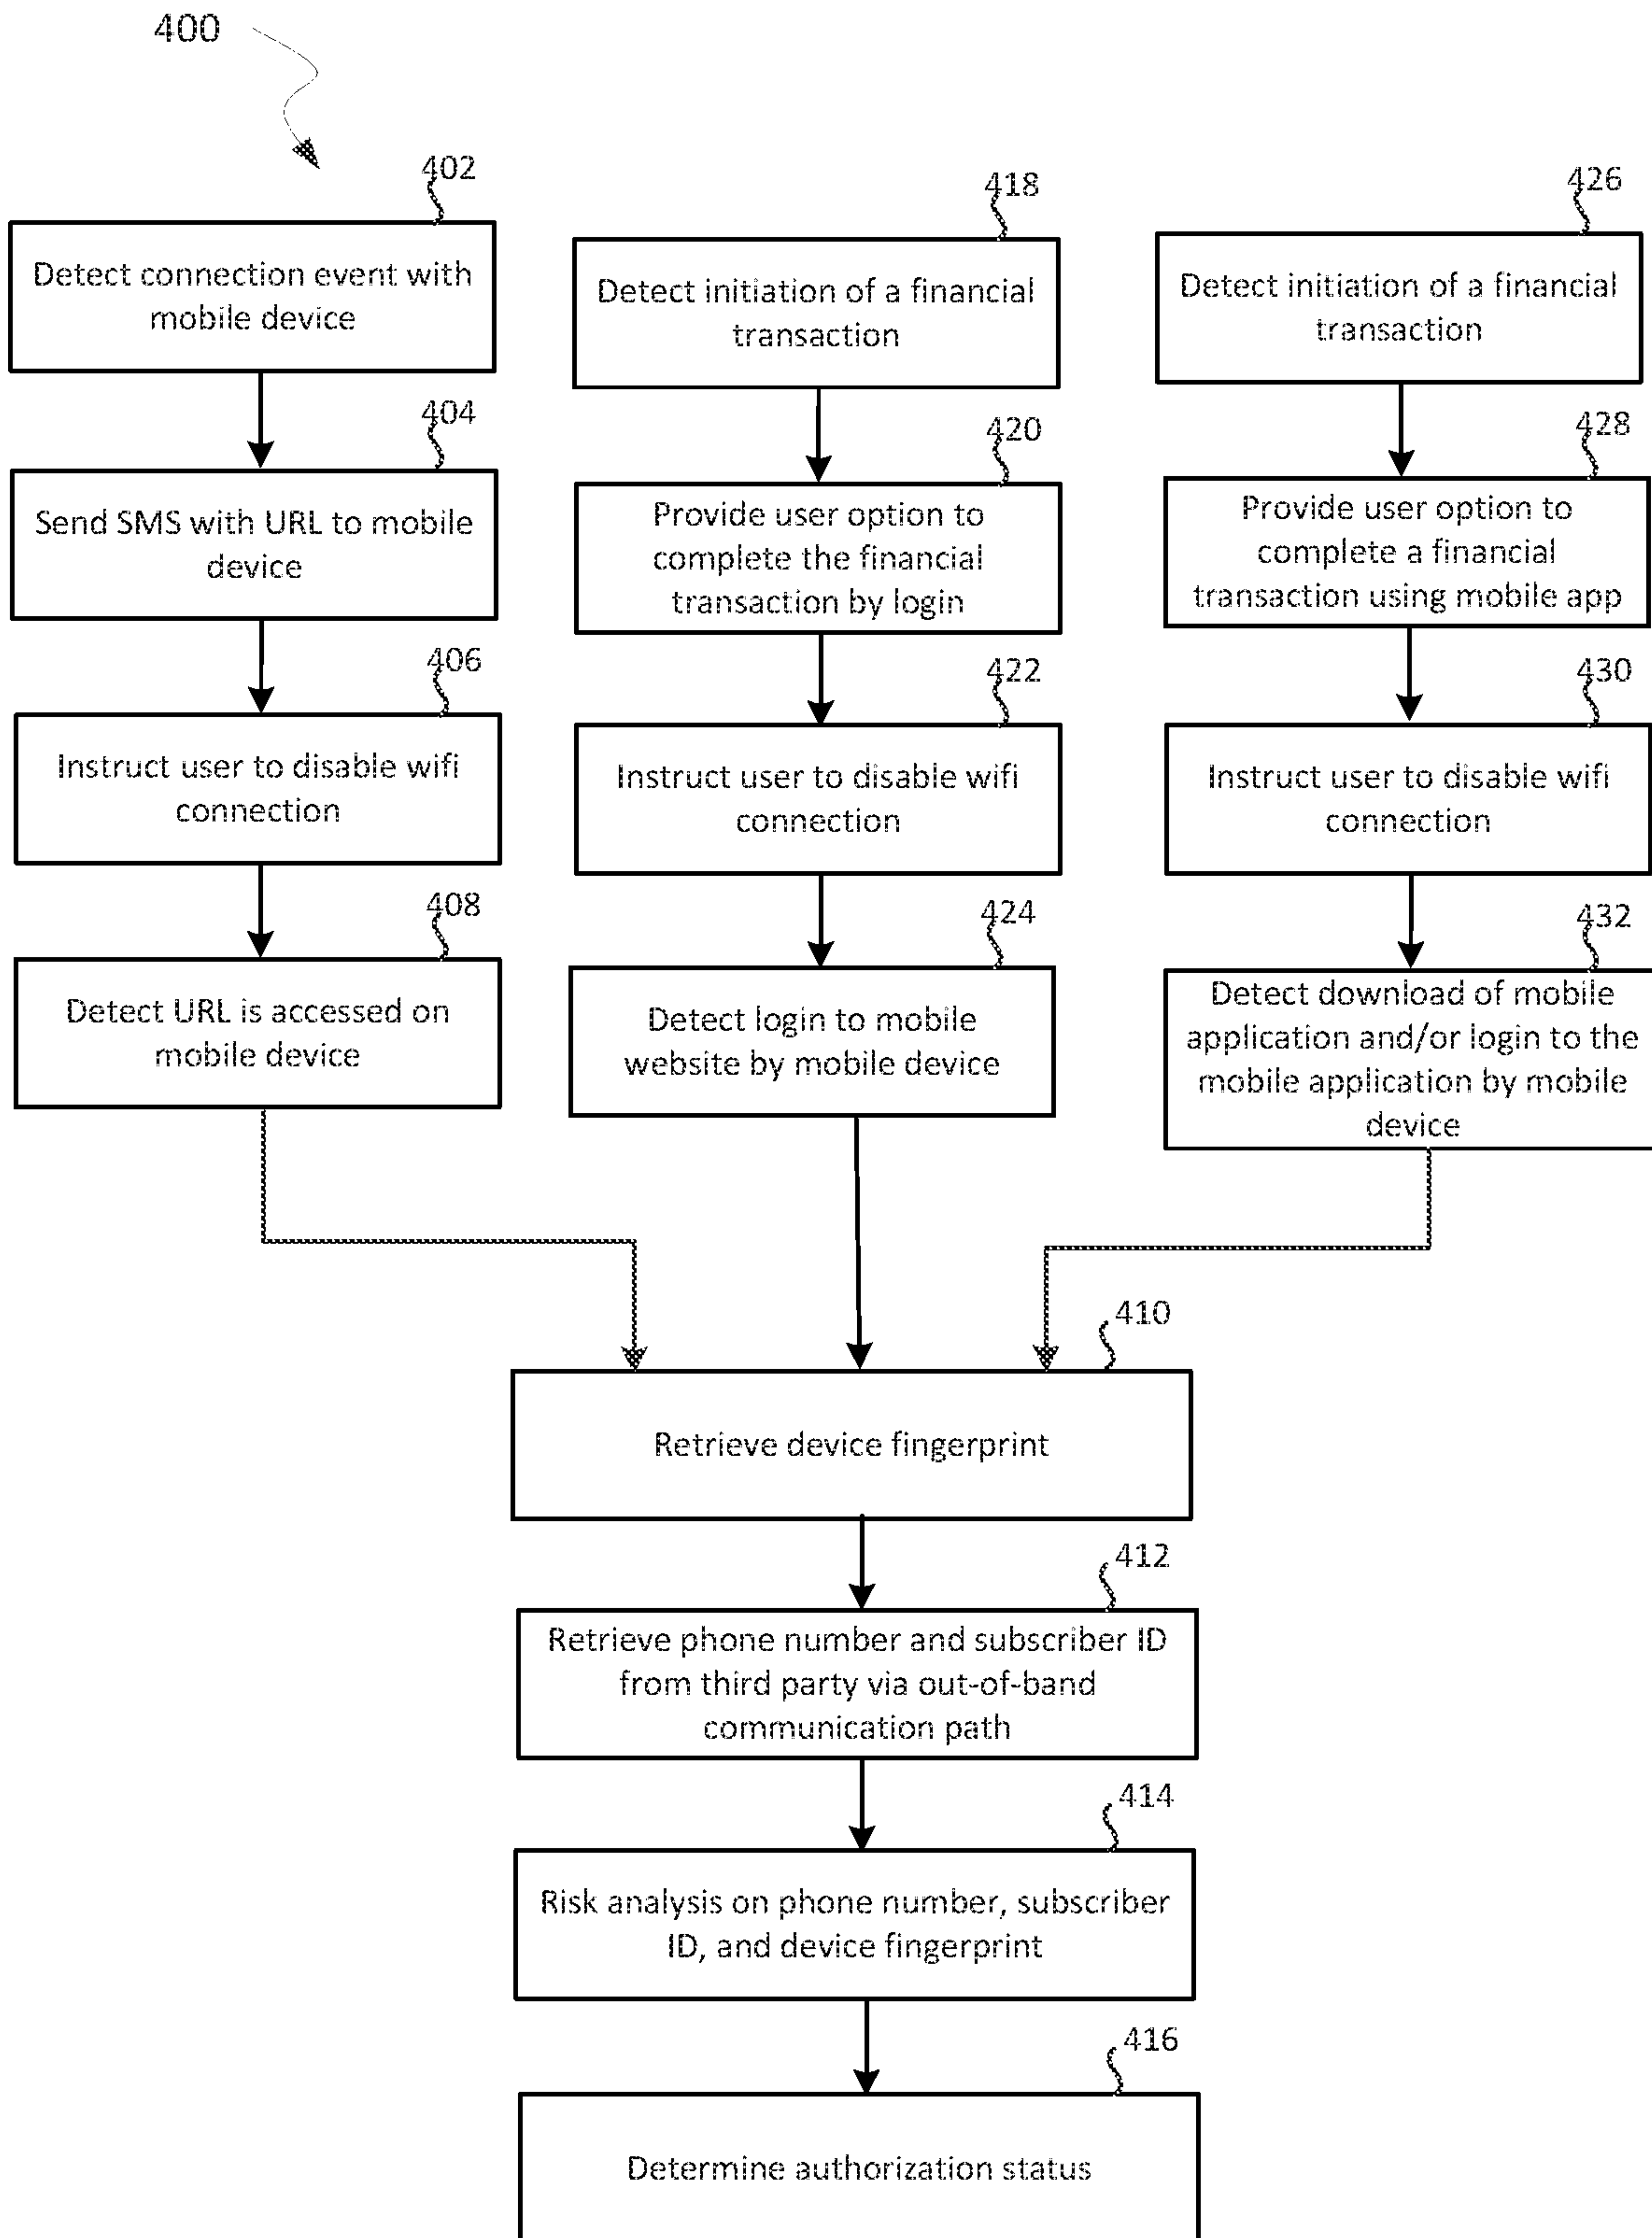 400
402
Detect connection event with
mobile device
404
Send SMS with URL to mobile
device
406
Instruct user to disable wifi
connection
408
Detect URL is accessed on
mobile device
418
Detect initiation of a financial
transaction
420
Provide user option to
complete the financial
transaction by login
422
Instruct user to disable wifi
connection
424
Detect login to mobile
website by mobile device
426
Detect initiation of a financial
transaction
428
Provide user option to
complete a financial
transaction using mobile app
430
Instruct user to disable wifi
connection
432
Detect download of mobile
application and/or login to the
mobile application by mobile
device
410
Retrieve device fingerprint
412
Retrieve phone number and subscriber ID
from third party via out-of-band
communication path
414
Risk analysis on phone number, subscriber
ID, and device fingerprint
416
Determine authorization status